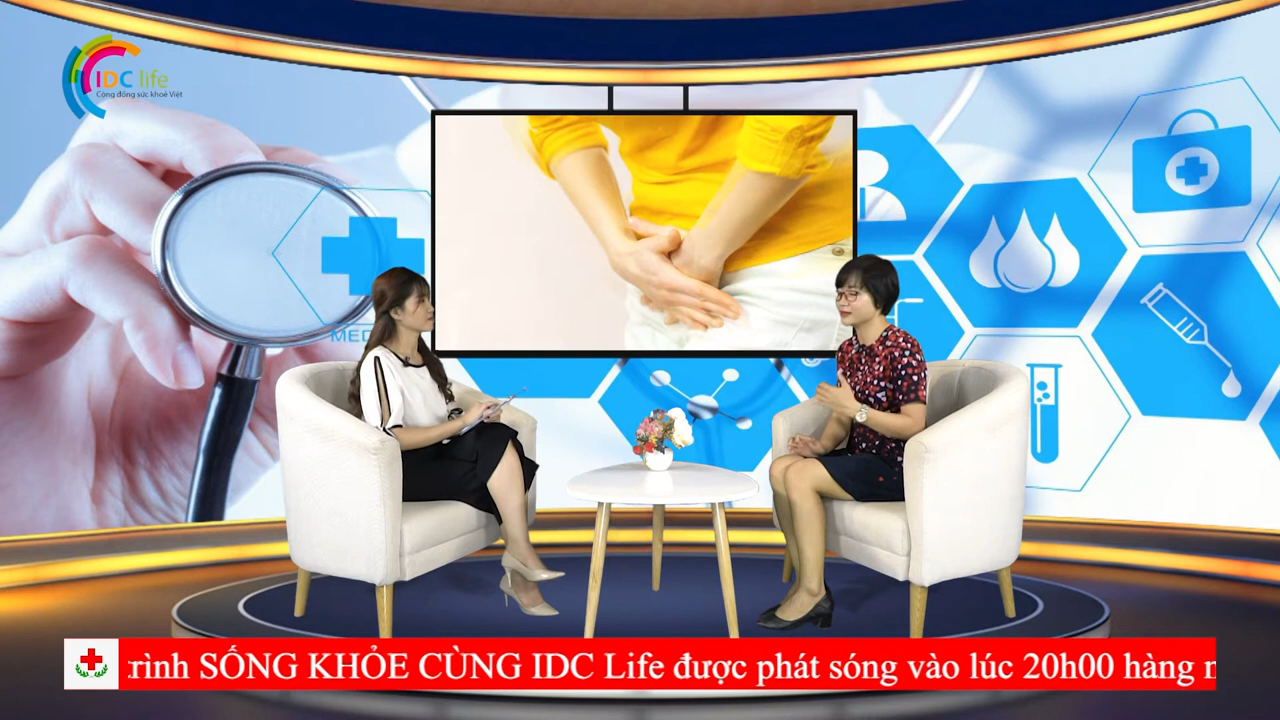 IDC life
Cộng đồng sức khoẻ Việt
MED
rình SỐNG KHỎE CÙNG IDC Life được phát sóng vào lúc 20h00 hàng n